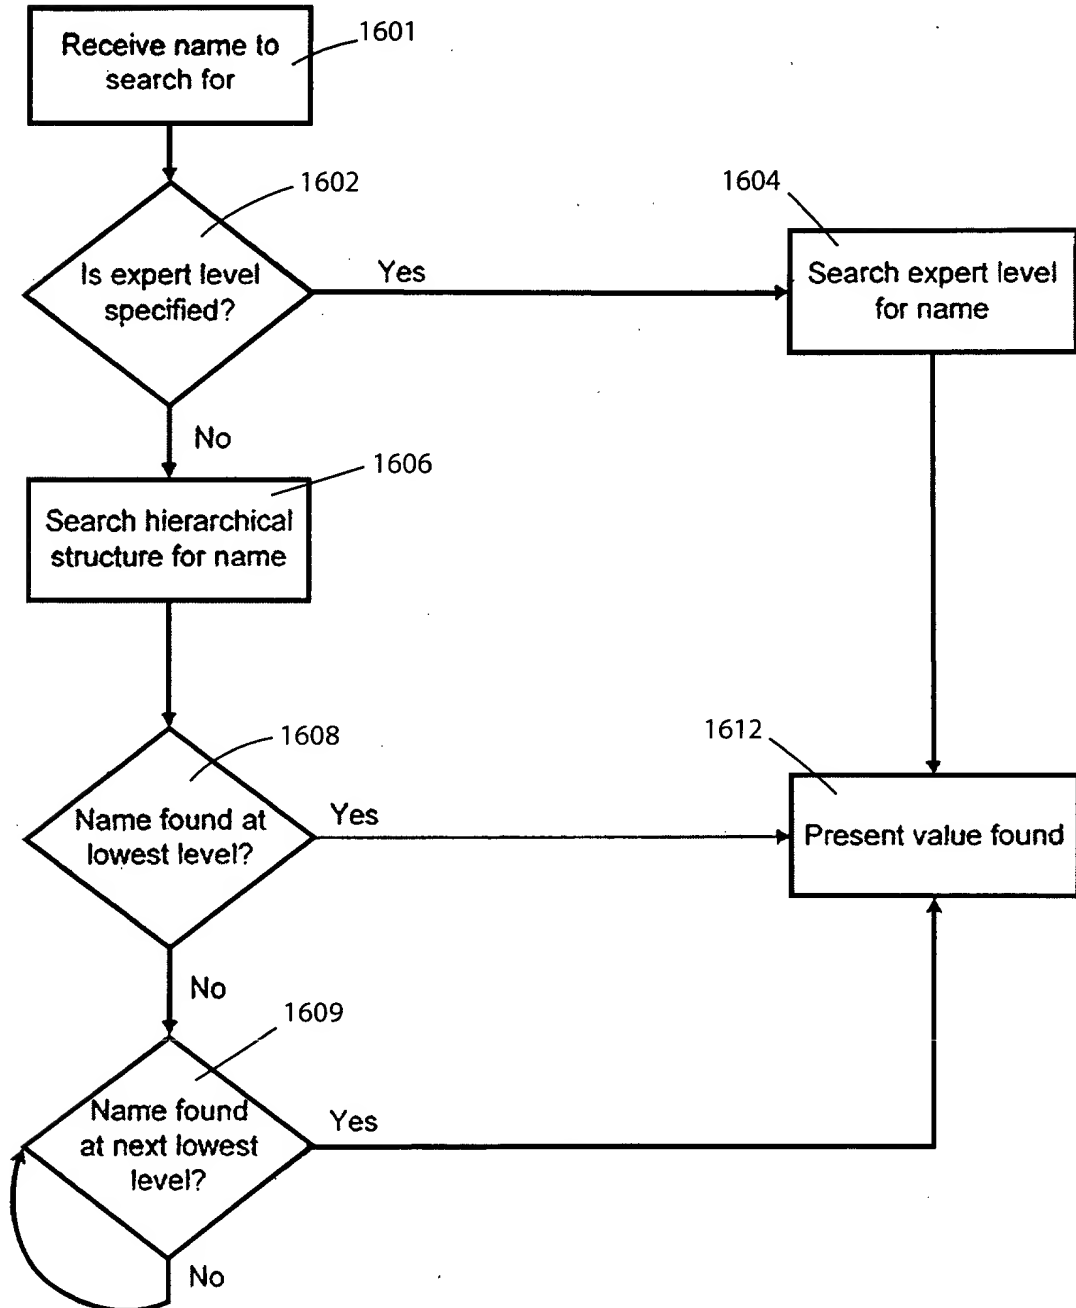 Receive name to
search for
1601
1602
Is expert level
specified?
Yes
1604
Search expert level
for name
No
1606
Search hierarchical
structure for name
1608
Name found at
lowest level?
Yes
1612
Present value found
No
1609
Name found
at next lowest
level?
Yes
No